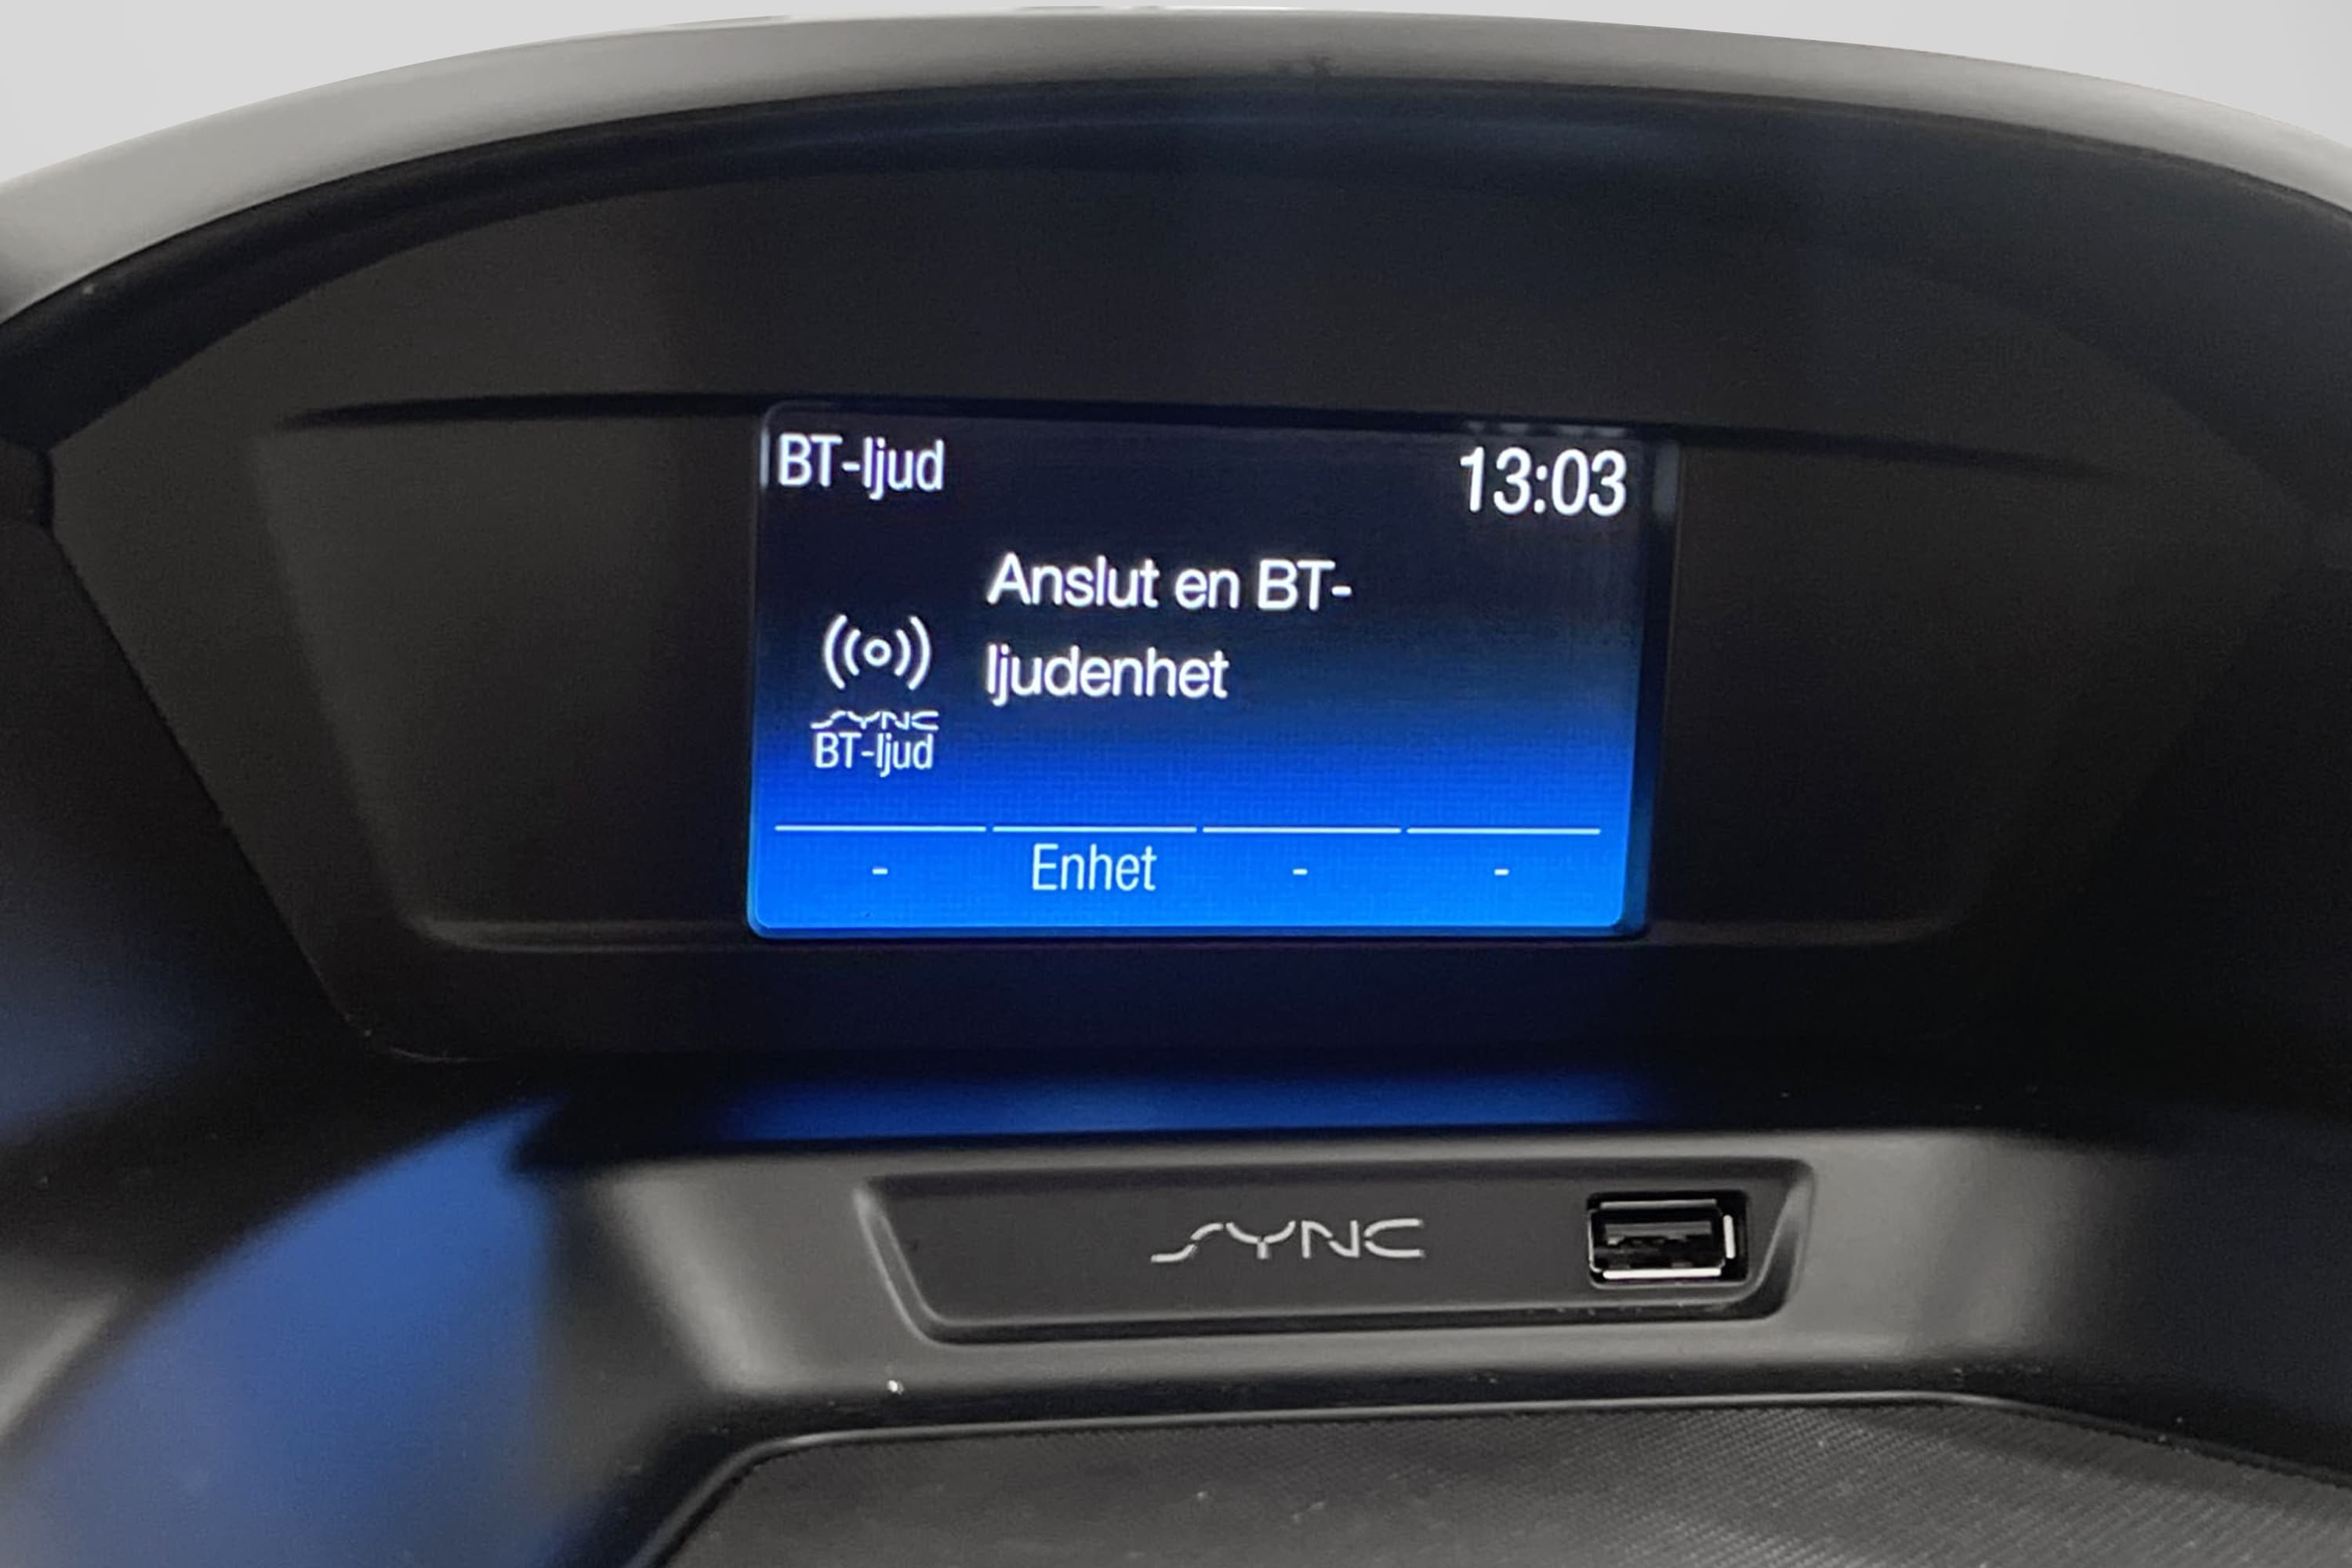 BT-ljud
13:03
Anslut en BT-
ljudenhet
SYNC
BT-ljud
- Enhet - -
SYNC